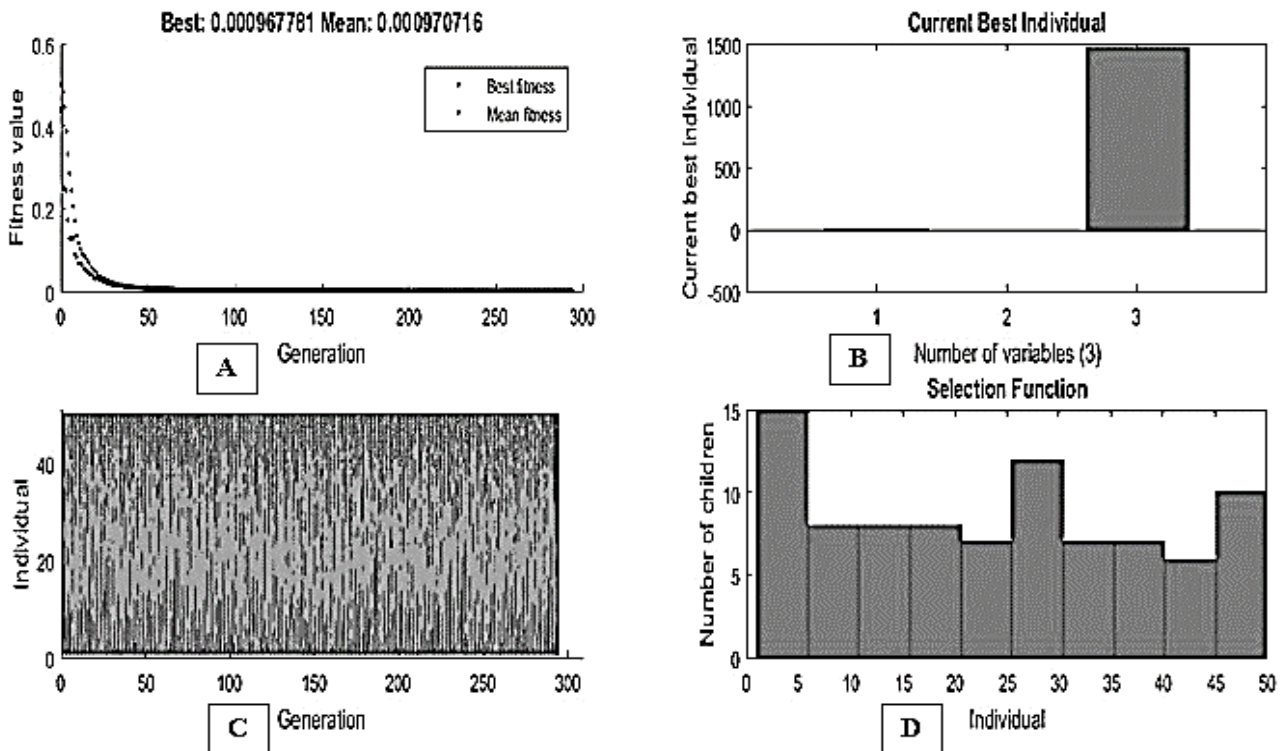 Best: 0.000967781 Mean: 0.000970716
0.6
0.4
0.2
0
Fitness value
Best fitness
Mean fitness
0 50 100 150 200 250 300
A
Generation
Current Best Individual
1500
1000
500
0
-500
Current best individual
1 2 3
B
Number of variables (3)
40
20
0
Individual
0 50 100 150 200 250 300
C
Generation
Selection Function
15
10
5
0
Number of children
0 5 10 15 20 25 30 35 40 45 50
D
Individual